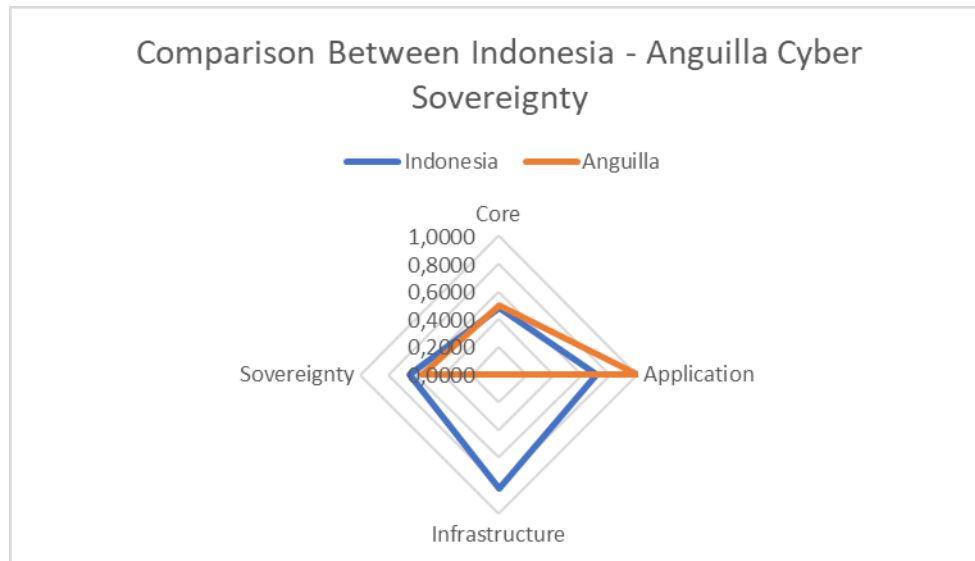 Comparison Between Indonesia - Anguilla Cyber
Sovereignty
Indonesia Anguilla
Core
1,0000
0,8000
0,6000
0,4000
0,2000
0,0000
Sovereignty
Application
Infrastructure